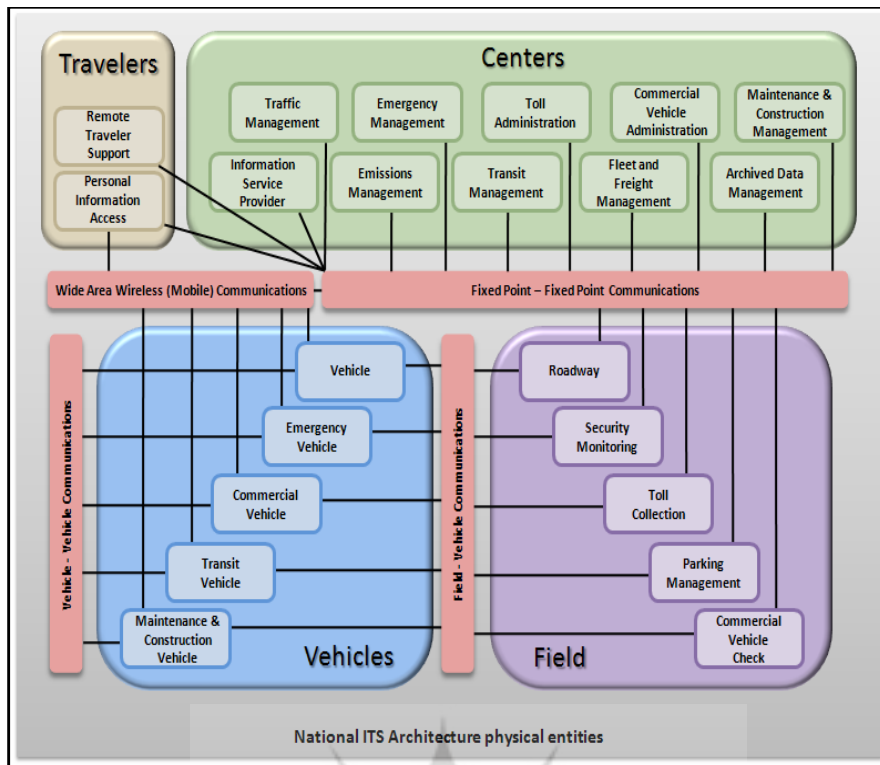 Travelers
Remote
Traveler
Support
Personal
Information
Access
Centers
Traffic
Management
Emergency
Management
Toll
Administration
Commercial
Vehicle
Administration
Maintenance &
Construction
Management
Information
Service
Provider
Emissions
Management
Transit
Management
Fleet and
Freight
Management
Archived Data
Management
Wide Area Wireless (Mobile) Communications
Fixed Point – Fixed Point Communications
Vehicle - Vehicle Communications
Vehicle
Emergency
Vehicle
Commercial
Vehicle
Transit
Vehicle
Maintenance &
Construction
Vehicle
Vehicles
Field - Vehicle Communications
Roadway
Security
Monitoring
Toll
Collection
Parking
Management
Commercial
Vehicle
Check
Field
National ITS Architecture physical entities